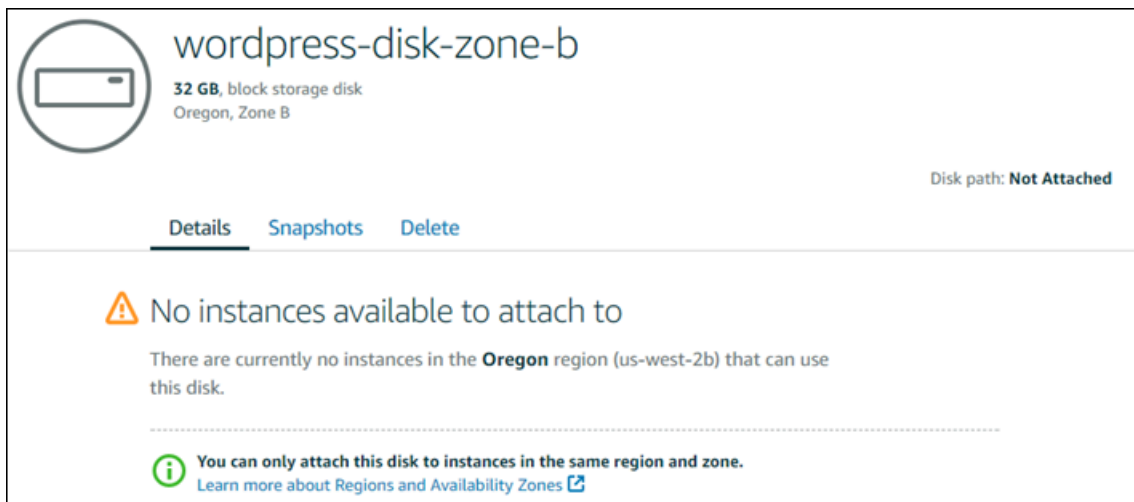 wordpress-disk-zone-b
32 GB, block storage disk
Oregon, Zone B
Disk path: Not Attached
Details Snapshots Delete
No instances available to attach to
There are currently no instances in the Oregon region (us-west-2b) that can use
this disk.
You can only attach this disk to instances in the same region and zone.
Learn more about Regions and Availability Zones